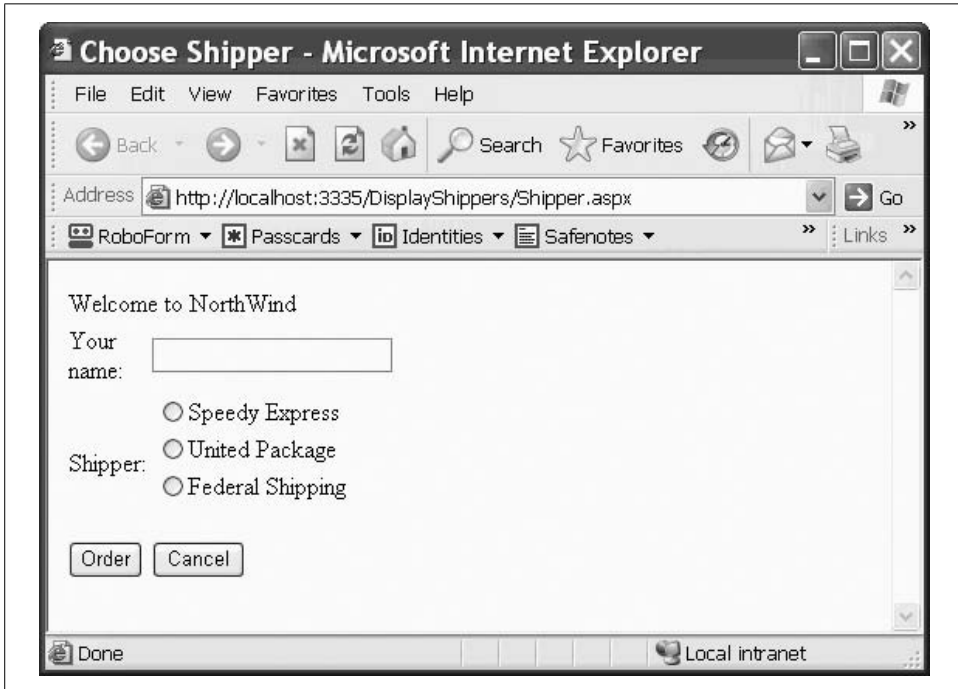 Choose Shipper - Microsoft Internet Explorer
File Edit View Favorites Tools Help
Back Search Favorites »
Address http://localhost:3335/DisplayShippers/Shipper.aspx Go
RoboForm Passcards Identities Safenotes » Links »
Welcome to NorthWind
Your
name:
Speedy Express
United Package
Shipper:
Federal Shipping
Order Cancel
Done Local intranet